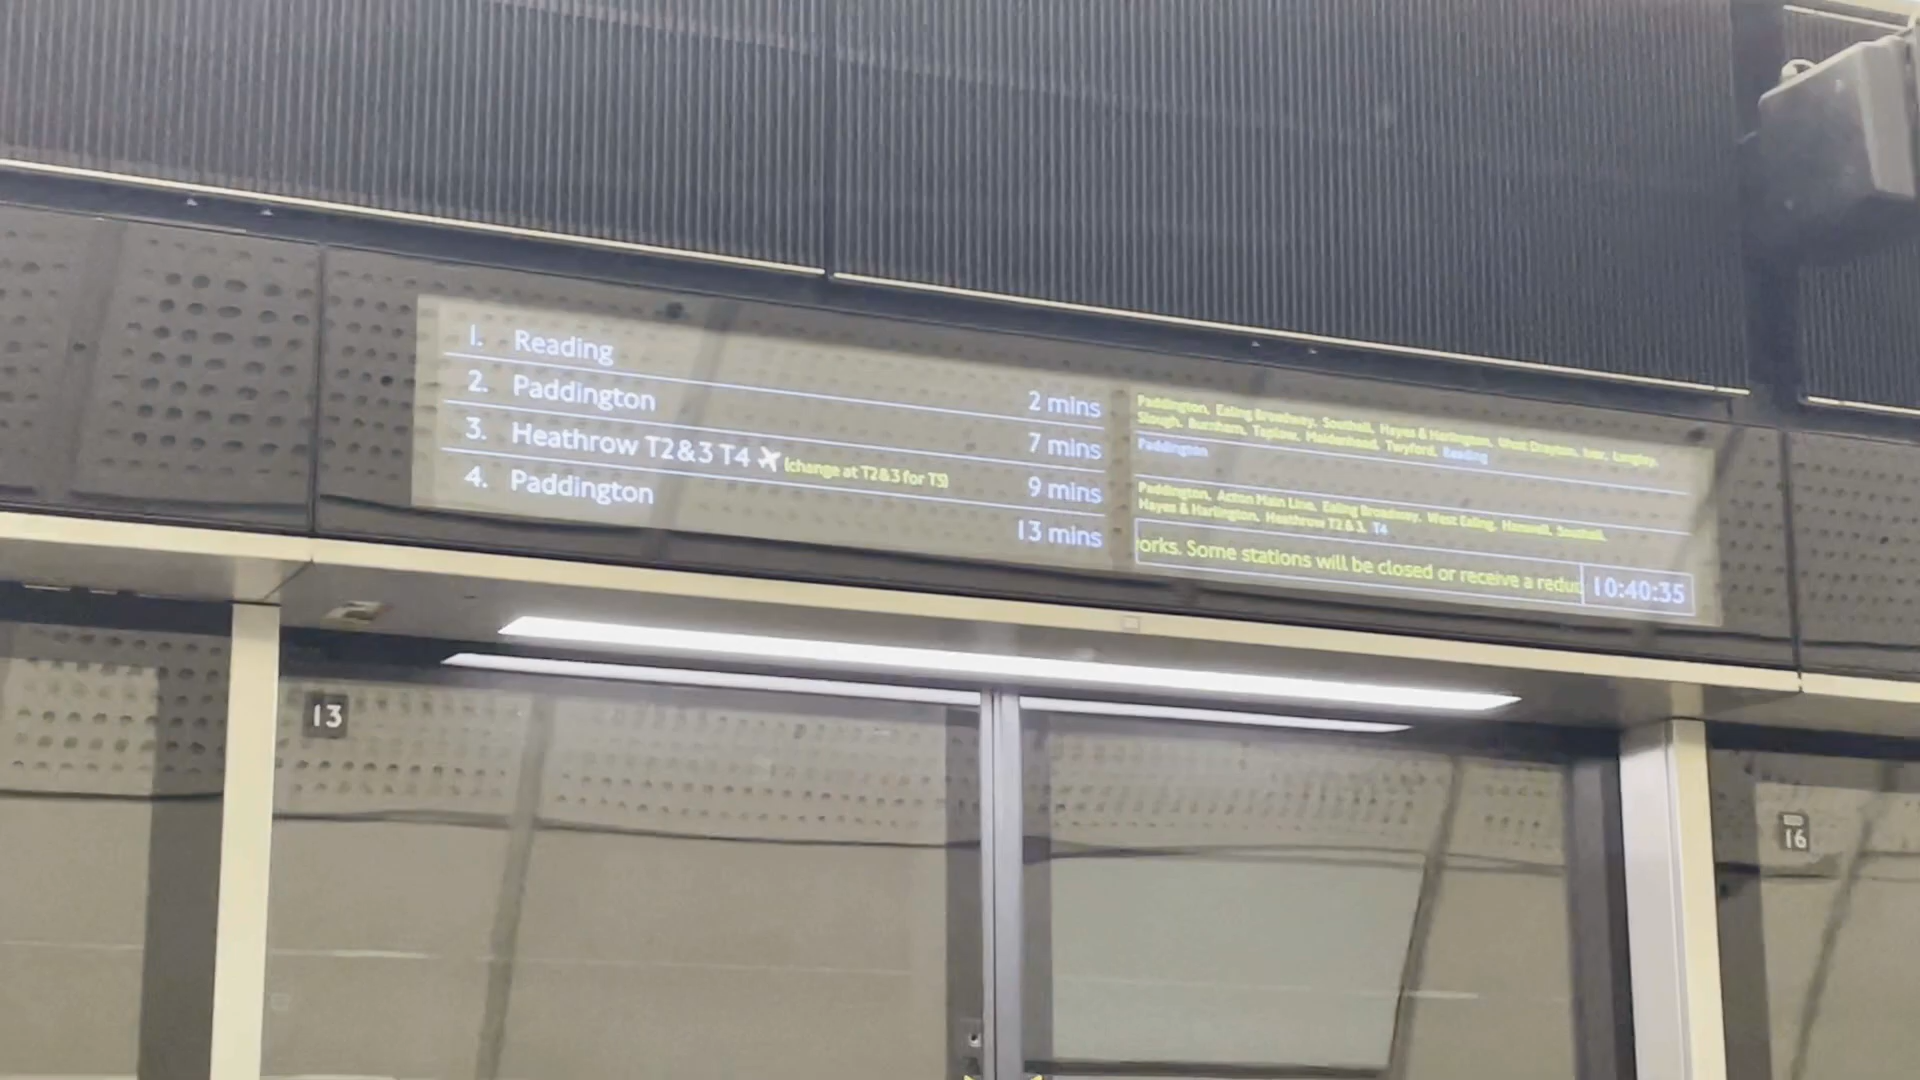 1. Reading 2 mins
2. Paddington 7 mins
3. Heathrow T2&3 T4 (change at T2&3 for T5) 9 mins
4. Paddington 13 mins
Paddington, Ealing Broadway, Southall, Hayes & Harlington, West Drayton, Iver, Langley,
Slough, Burnham, Taplow, Maidenhead, Twyford, Reading
Paddington
Paddington, Acton Main Line, Ealing Broadway, West Ealing, Hanwell, Southall,
Hayes & Harlington, Heathrow T2 & 3, T4
orks. Some stations will be closed or receive a redu
10:40:35
13
16